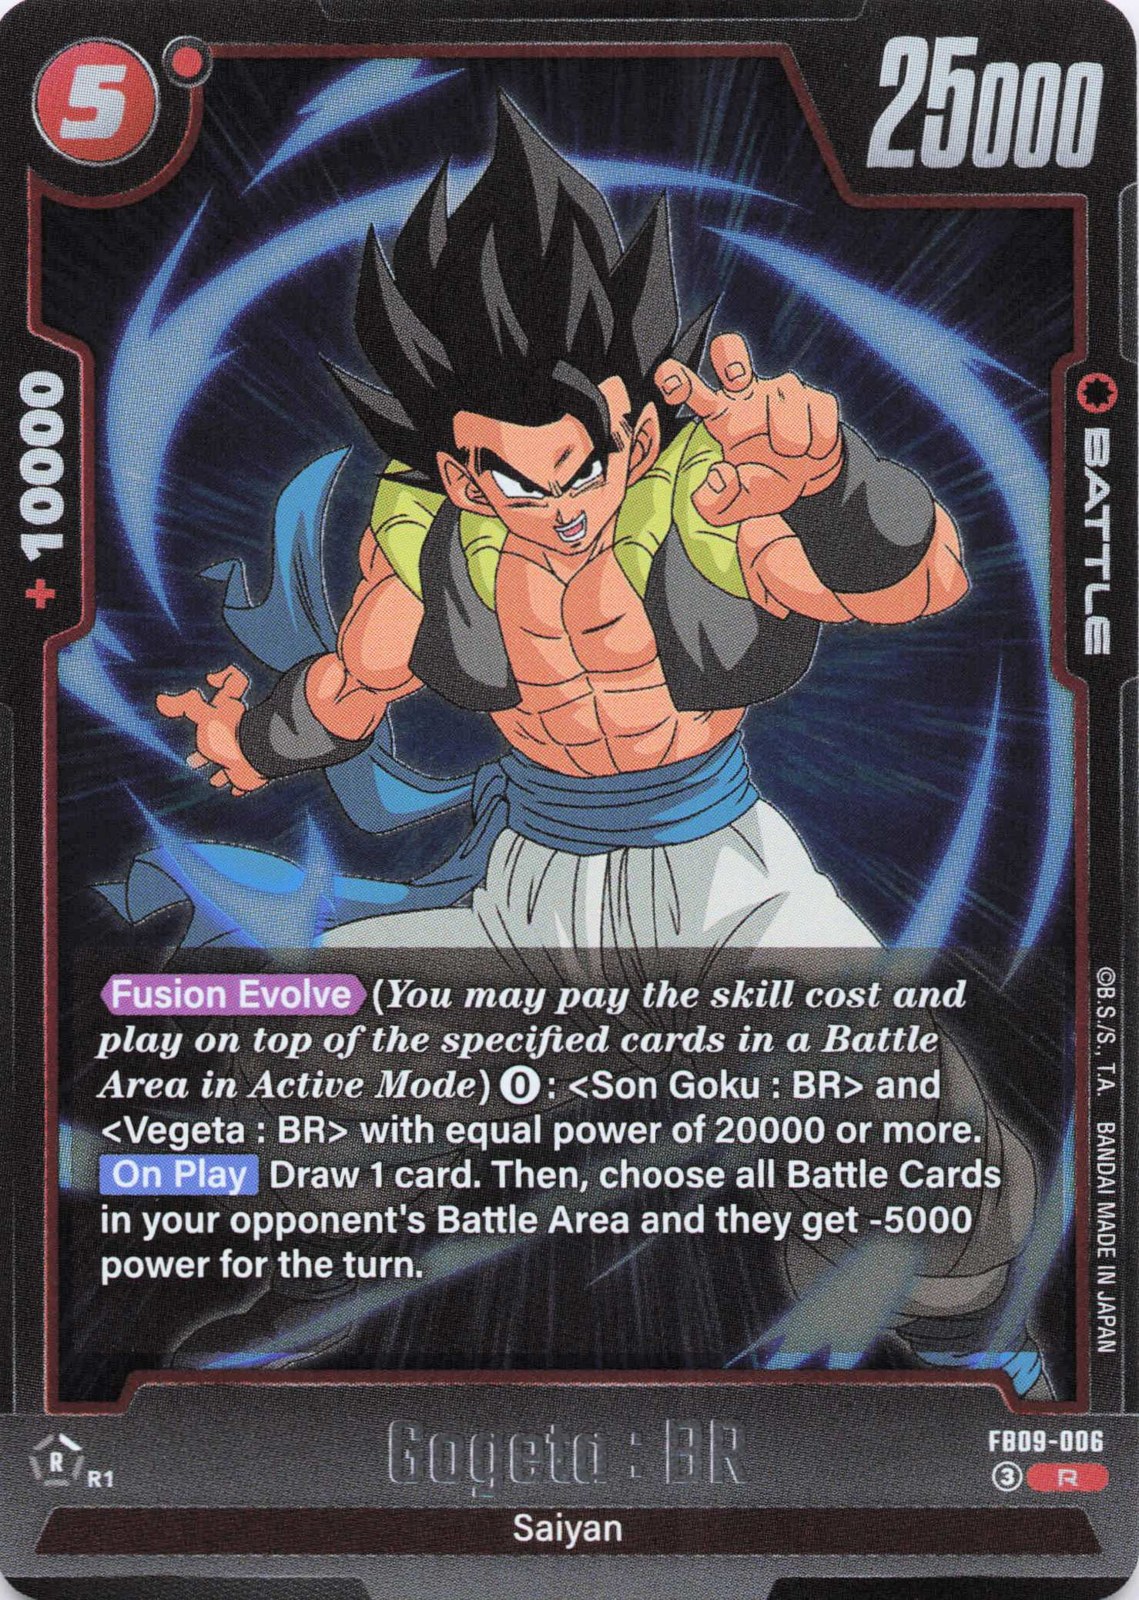 5
25000
+ 10000
BATTLE
Fusion Evolve (You may pay the skill cost and
play on top of the specified cards in a Battle
Area in Active Mode) 0 : <Son Goku : BR> and
<Vegeta : BR> with equal power of 20000 or more.
On Play Draw 1 card. Then, choose all Battle Cards
in your opponent's Battle Area and they get -5000
power for the turn.
©B.S./S., T.A. BANDAI MADE IN JAPAN
Gogeta : BR
FB09-006
R
R1
3 R
Saiyan